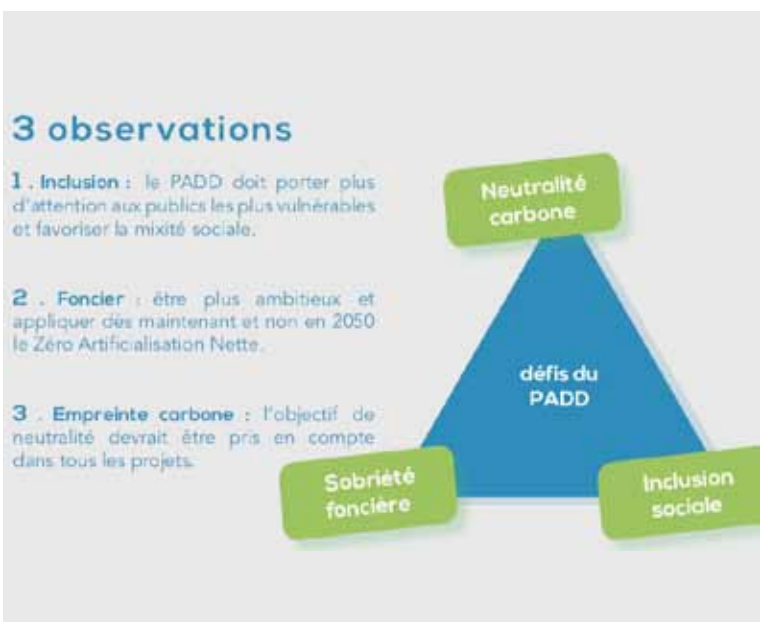 3 observations
1 . Inclusion : le PADD doit porter plus
d'attention aux publics les plus vulnérables
et favoriser la mixité sociale.
2 . Foncier : être plus ambitieux et
appliquer dès maintenant et non en 2050
le Zéro Artificialisation Nette.
3 . Empreinte carbone : l'objectif de
neutralité devrait être pris en compte
dans tous les projets.
Neutralité
carbone
défis du
PADD
Sobriété
foncière
Inclusion
sociale